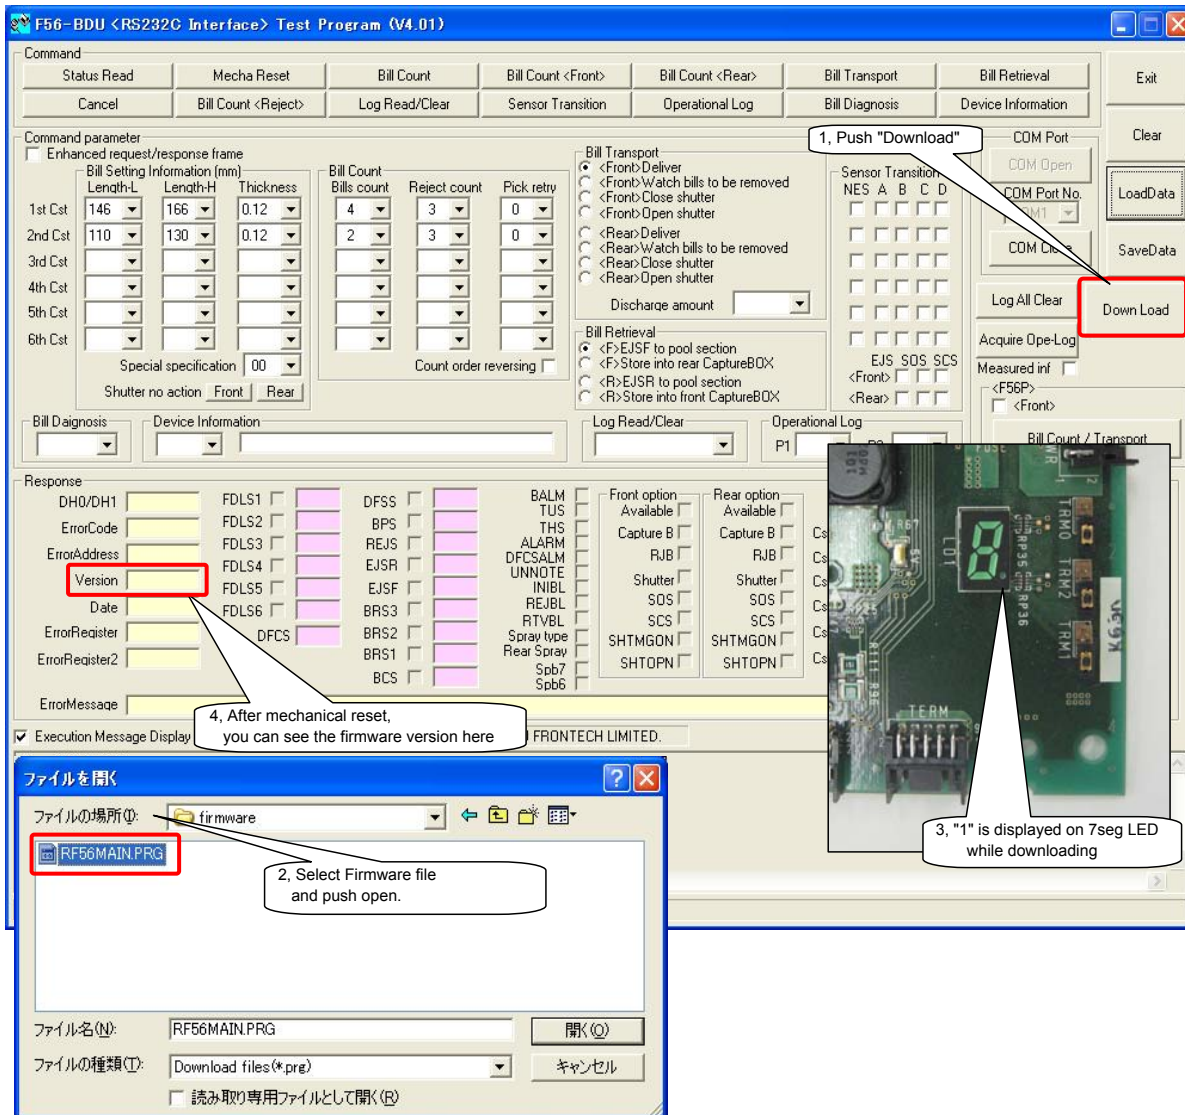 F56-BDU <RS232C Interface> Test Program (V4.01)
Command
Status Read
Mecha Reset
Bill Count
Bill Count <Front>
Bill Count <Rear>
Bill Transport
Bill Retrieval
Exit
Cancel
Bill Count <Reject>
Log Read/Clear
Sensor Transition
Operational Log
Bill Diagnosis
Device Information
Command parameter
Enhanced request/response frame
Bill Setting Information (mm)
Length-L Length-H Thickness
1st Cst 146 166 0.12
2nd Cst 110 130 0.12
3rd Cst
4th Cst
5th Cst
6th Cst
Special specification 00
Shutter no action Front Rear
Bill Count
Bills count Reject count Pick retry
4 3 0
2 3 0
Count order reversing
Bill Transport
<Front>Deliver
<Front>Watch bills to be removed
<Front>Close shutter
<Front>Open shutter
<Rear>Deliver
<Rear>Watch bills to be removed
<Rear>Close shutter
<Rear>Open shutter
Discharge amount
Bill Retrieval
<F>EJSF to pool section
<F>Store into rear CaptureBOX
<R>EJSR to pool section
<R>Store into front CaptureBOX
1, Push "Download"
Sensor Transition
NES A B C D
EJS SOS SCS
<Front>
<Rear>
COM Port
COM Open
COM Port No.
COM1
COM Close
Clear
LoadData
SaveData
Down Load
Log All Clear
Acquire Ope-Log
Measured inf
<F56P>
<Front>
Bill Count / Transport
Bill Daignosis
Device Information
Log Read/Clear
Operational Log
P1
Response
DH0/DH1
ErrorCode
ErrorAddress
Version
Date
ErrorRegister
ErrorRegister2
ErrorMessage
FDLS1
FDLS2
FDLS3
FDLS4
FDLS5
FDLS6
DFCS
DFSS
BPS
REJS
EJSR
EJSF
BRS3
BRS2
BRS1
BCS
BALM
TUS
THS
ALARM
DFCSALM
UNNOTE
INIBL
REJBL
RTVBL
Spray type
Rear Spray
Spb7
Spb6
Front option
Available
Capture B
RJB
Shutter
SOS
SCS
SHTMGON
SHTOPN
Rear option
Available
Capture B
RJB
Shutter
SOS
SCS
SHTMGON
SHTOPN
Cs
Cs
Cs
Cs
Cs
Cs
FUSE
LD1
RP35
RP36
TRM0
TRM2
TRM1
R111
R96
TERM
3, "1" is displayed on 7seg LED
while downloading
4, After mechanical reset,
you can see the firmware version here
Execution Message Display
FRONTECH LIMITED.
ファイルを開く
ファイルの場所(I):
firmware
RF56MAIN.PRG
2, Select Firmware file
and push open.
ファイル名(N):
RF56MAIN.PRG
開く(O)
ファイルの種類(T):
Download files(*.prg)
キャンセル
読み取り専用ファイルとして開く(R)